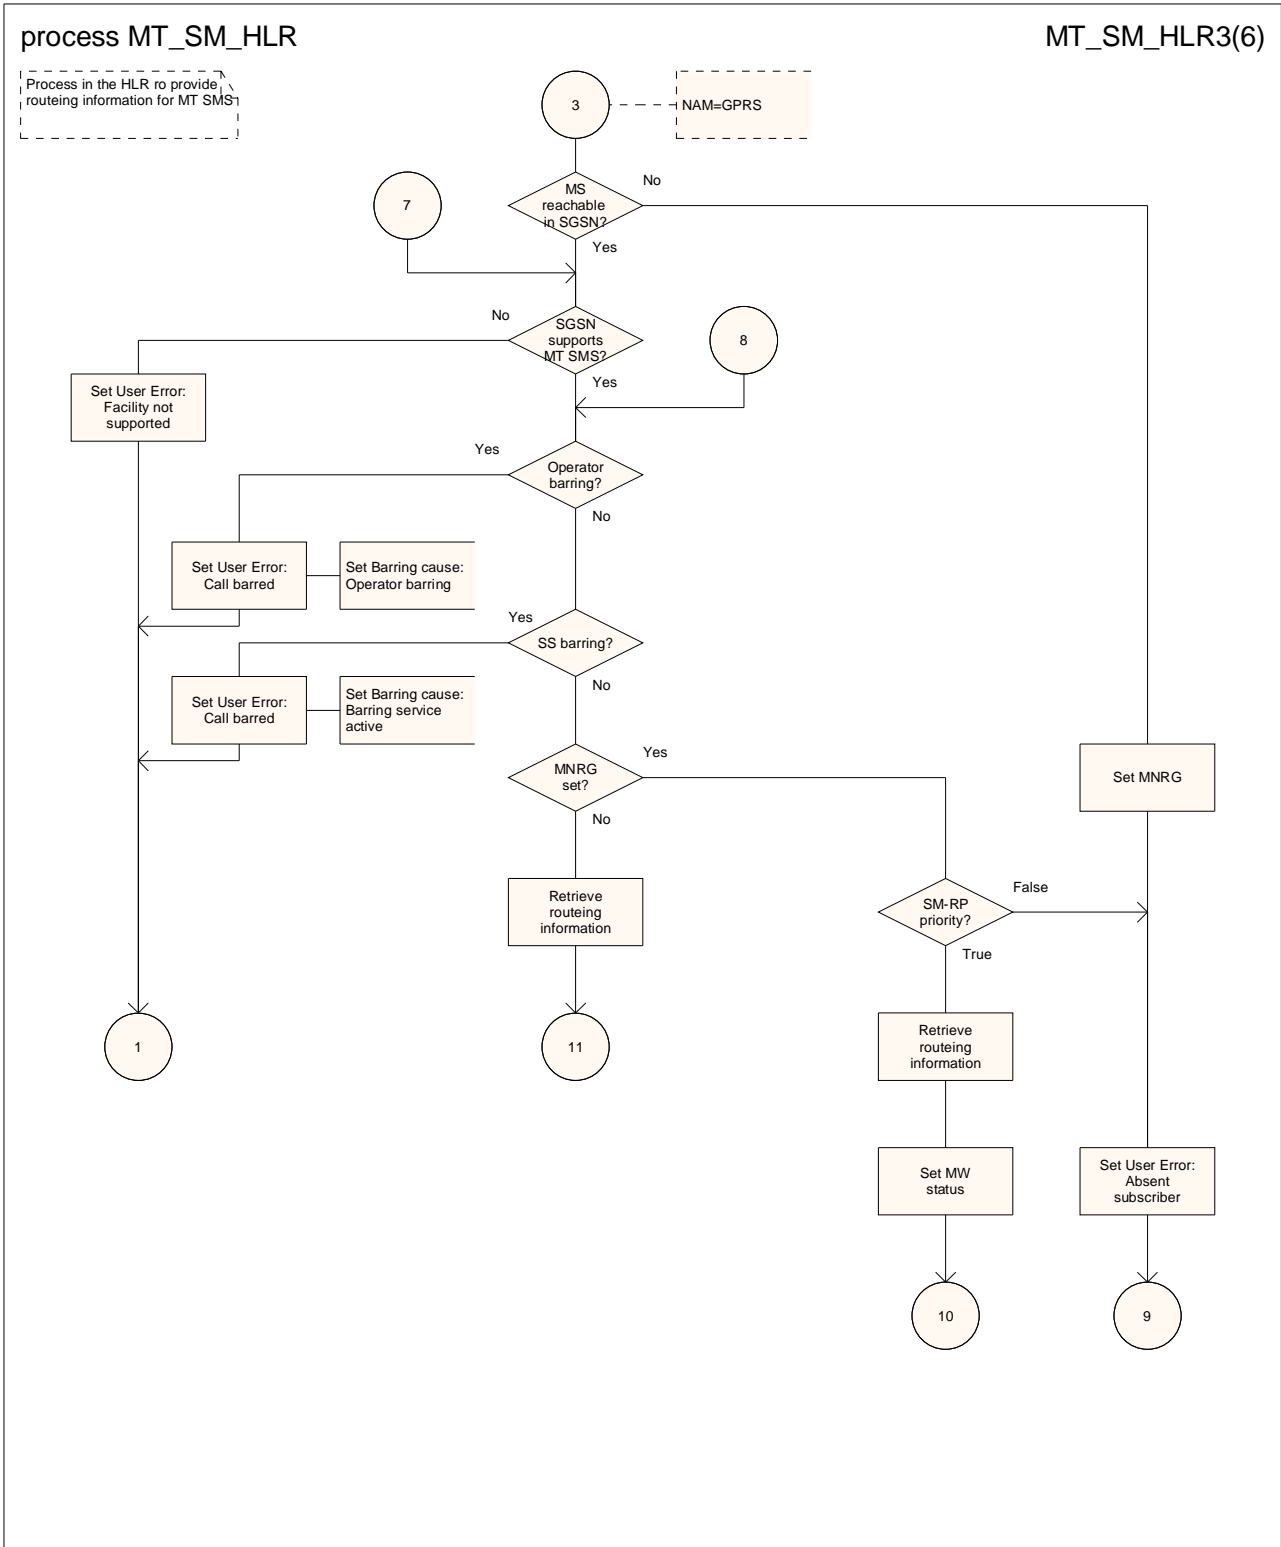 process MT_SM_HLR
MT_SM_HLR3(6)
Process in the HLR ro provide
routeing information for MT SMS
3
NAM=GPRS
MS
reachable
in SGSN?
No
Yes
7
No
SGSN
supports
MT SMS?
Yes
8
Set User Error:
Facility not
supported
Yes
Operator
barring?
No
Set User Error:
Call barred
Set Barring cause:
Operator barring
Yes
SS barring?
No
Set User Error:
Call barred
Set Barring cause:
Barring service
active
MNRG
set?
Yes
No
Set MNRG
Retrieve
routeing
information
SM-RP
priority?
False
True
1
11
Retrieve
routeing
information
Set MW
status
Set User Error:
Absent
subscriber
10
9